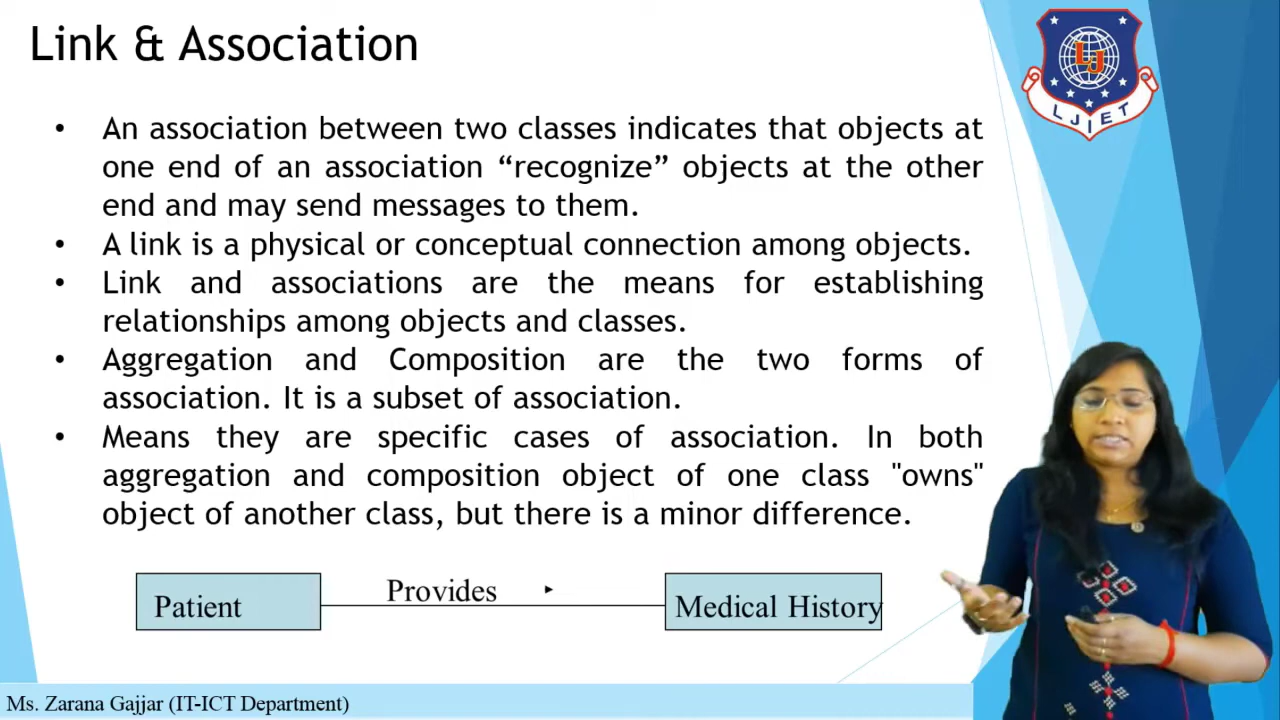 Link & Association
LJ
LJIET
• An association between two classes indicates that objects at
one end of an association “recognize” objects at the other
end and may send messages to them.
• A link is a physical or conceptual connection among objects.
• Link and associations are the means for establishing
relationships among objects and classes.
• Aggregation and Composition are the two forms of
association. It is a subset of association.
• Means they are specific cases of association. In both
aggregation and composition object of one class "owns"
object of another class, but there is a minor difference.
Patient
Provides
Medical History
Ms. Zarana Gajjar (IT-ICT Department)